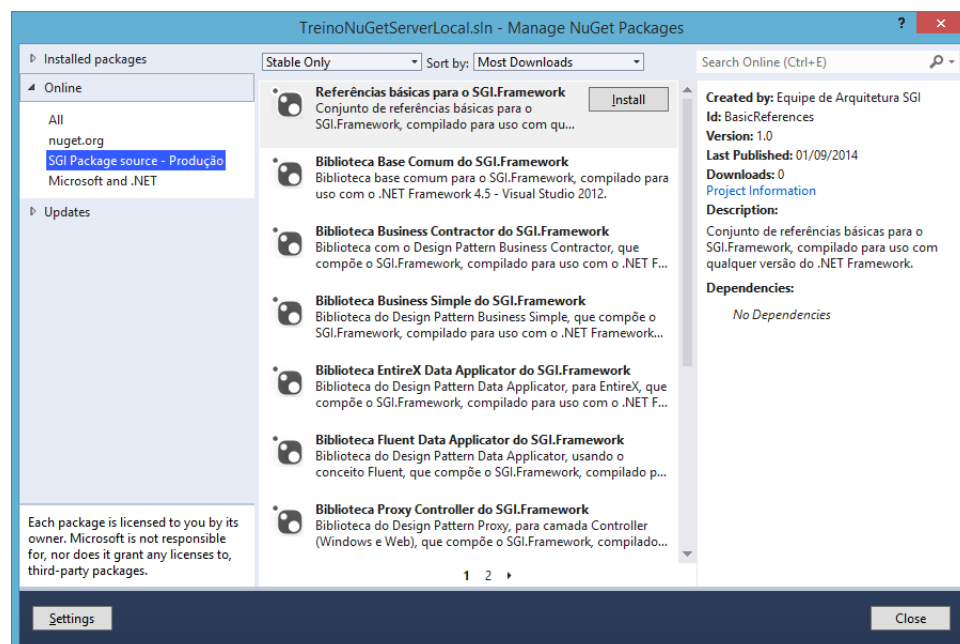 TreinoNuGetServerLocal.sln - Manage NuGet Packages
?
×
Installed packages
Online
All
nuget.org
SGI Package source - Produção
Microsoft and .NET
Updates
Each package is licensed to you by its
owner. Microsoft is not responsible
for, nor does it grant any licenses to,
third-party packages.
Stable Only
Sort by: Most Downloads
Referências básicas para o SGI.Framework
Conjunto de referências básicas para o
SGI.Framework, compilado para uso com qu...
Install
Biblioteca Base Comum do SGI.Framework
Biblioteca base comum para o SGI.Framework, compilado para
uso com o .NET Framework 4.5 - Visual Studio 2012.
Biblioteca Business Contractor do SGI.Framework
Biblioteca com o Design Pattern Business Contractor, que
compõe o SGI.Framework, compilado para uso com o .NET F...
Biblioteca Business Simple do SGI.Framework
Biblioteca do Design Pattern Business Simple, que compõe o
SGI.Framework, compilado para uso com o .NET Framework...
Biblioteca EntireX Data Applicator do SGI.Framework
Biblioteca do Design Pattern Data Applicator, para EntireX, que
compõe o SGI.Framework, compilado para uso com o .NET F...
Biblioteca Fluent Data Applicator do SGI.Framework
Biblioteca do Design Pattern Data Applicator, usando o
conceito Fluent, que compõe o SGI.Framework, compilado p...
Biblioteca Proxy Controller do SGI.Framework
Biblioteca do Design Pattern Proxy, para camada Controller
(Windows e Web), que compõe o SGI.Framework, compilado...
1 2
Search Online (Ctrl+E)
Created by: Equipe de Arquitetura SGI
Id: BasicReferences
Version: 1.0
Last Published: 01/09/2014
Downloads: 0
Project Information
Description:
Conjunto de referências básicas para o
SGI.Framework, compilado para uso com
qualquer versão do .NET Framework.
Dependencies:
No Dependencies
Settings
Close